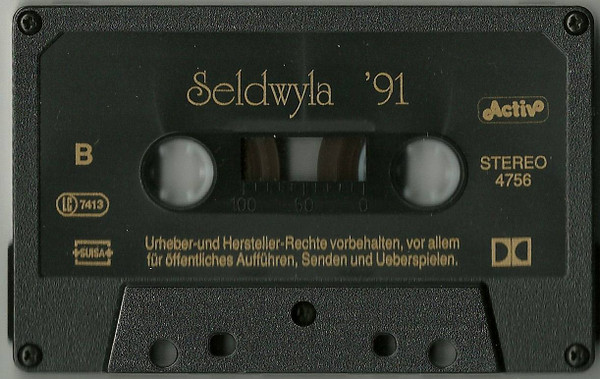 Seldwyla '91
Activ
B
STEREO
4756
LC 7413
100 50 0
SUISA
Urheber-und Hersteller-Rechte vorbehalten, vor allem
für öffentliches Aufführen, Senden und Ueberspielen.